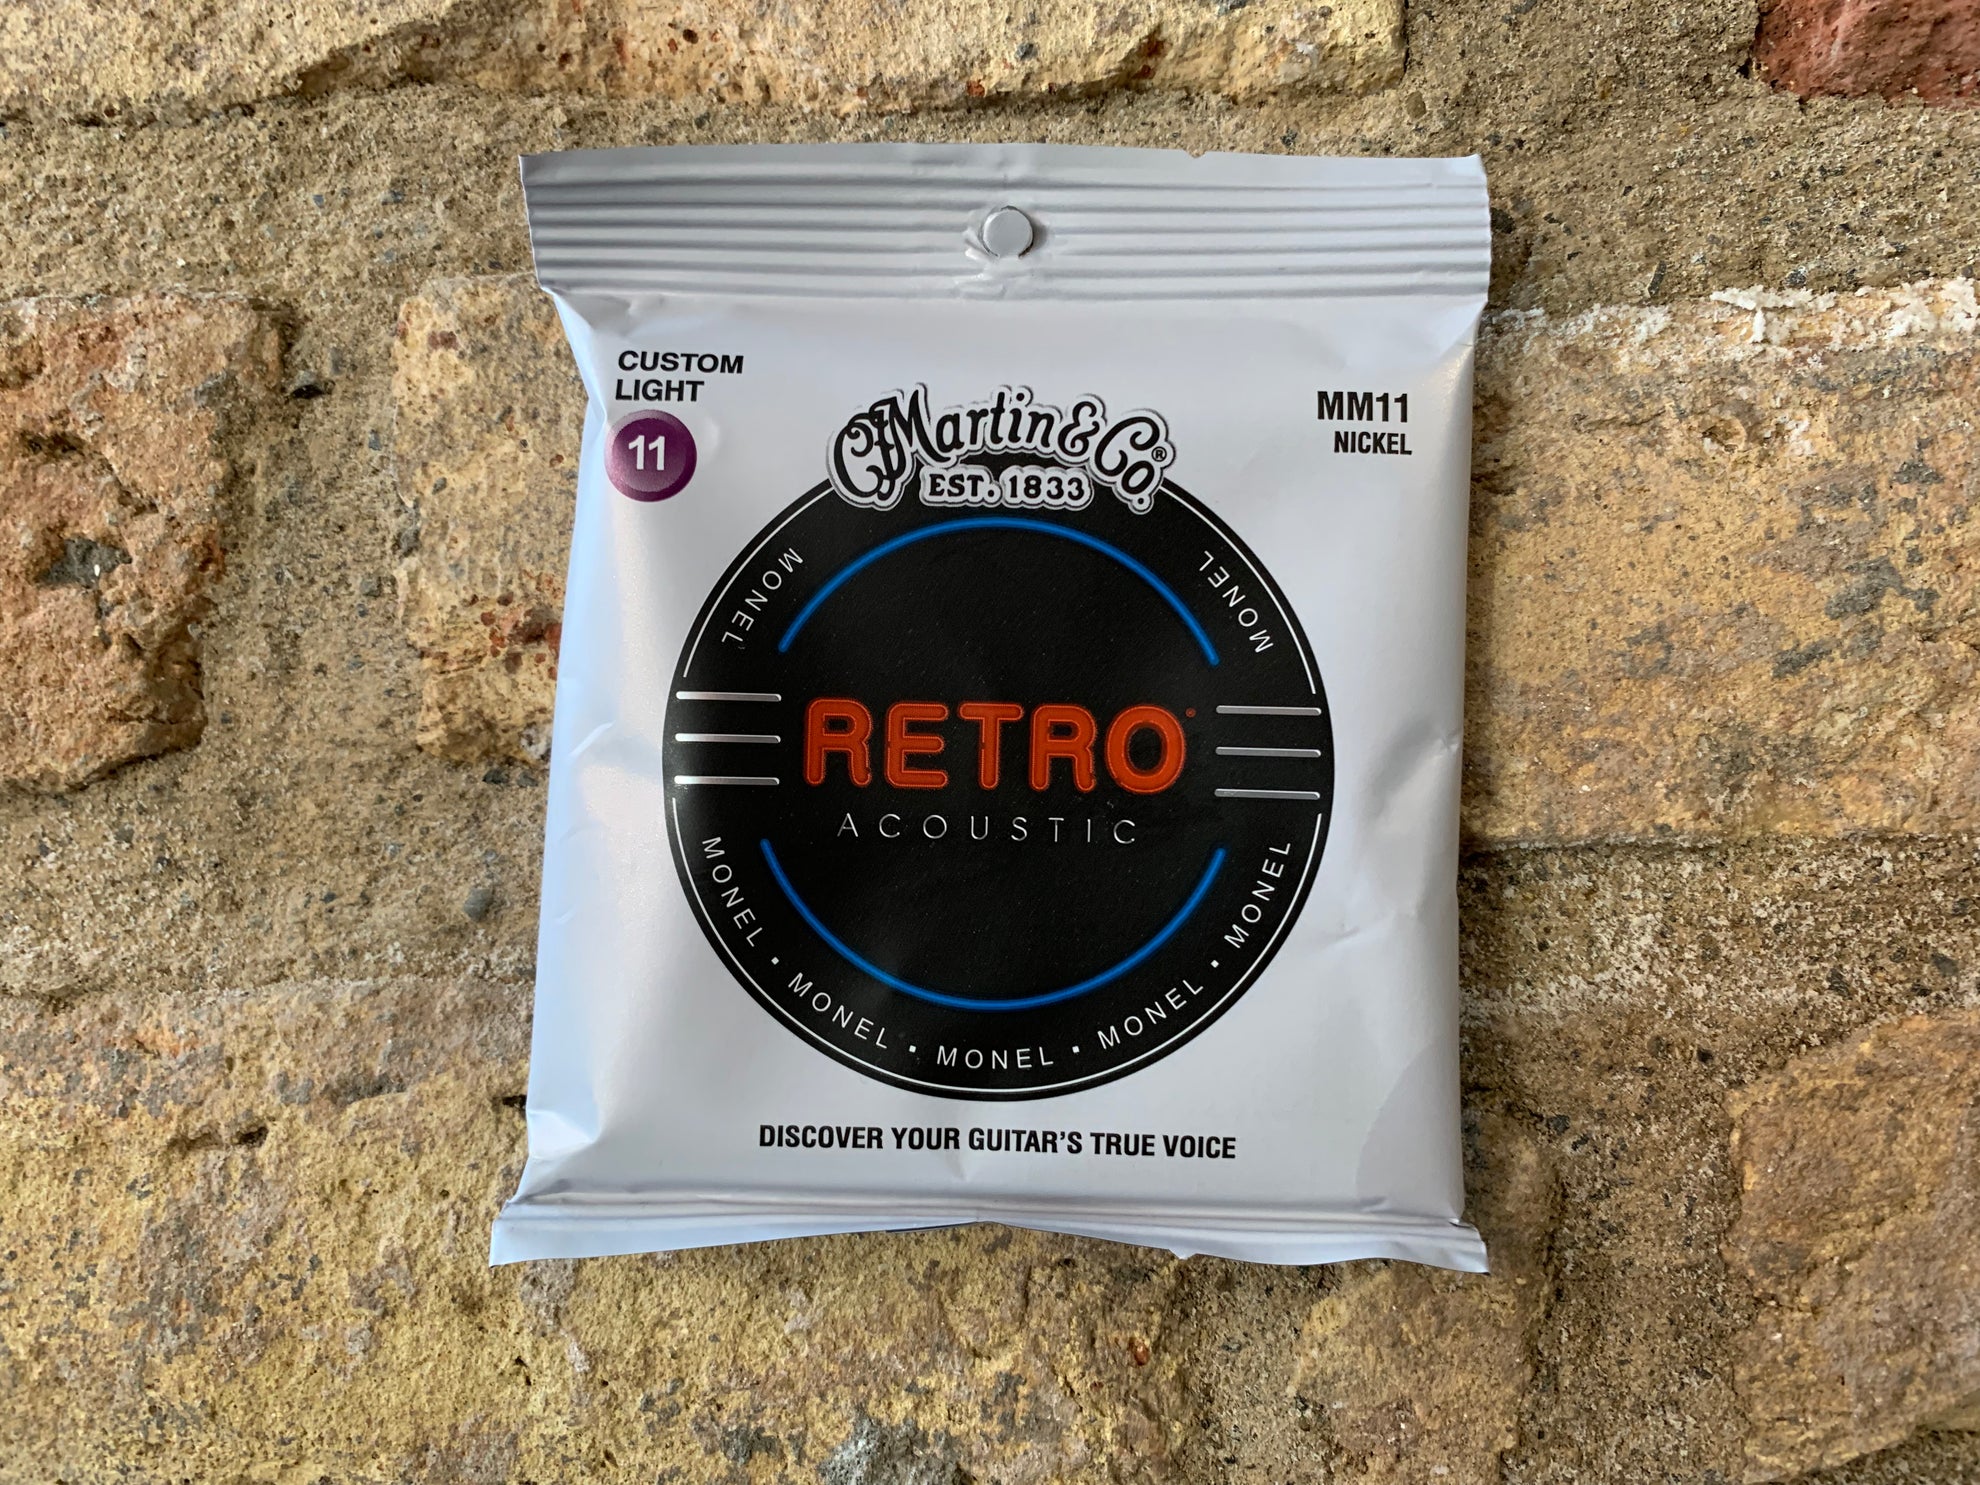 CUSTOM
LIGHT
11
MM11
NICKEL
CFMartin & Co.®
EST. 1833
MONEL
MONEL
RETRO®
ACOUSTIC
MONEL • MONEL • MONEL • MONEL • MONEL
DISCOVER YOUR GUITAR'S TRUE VOICE